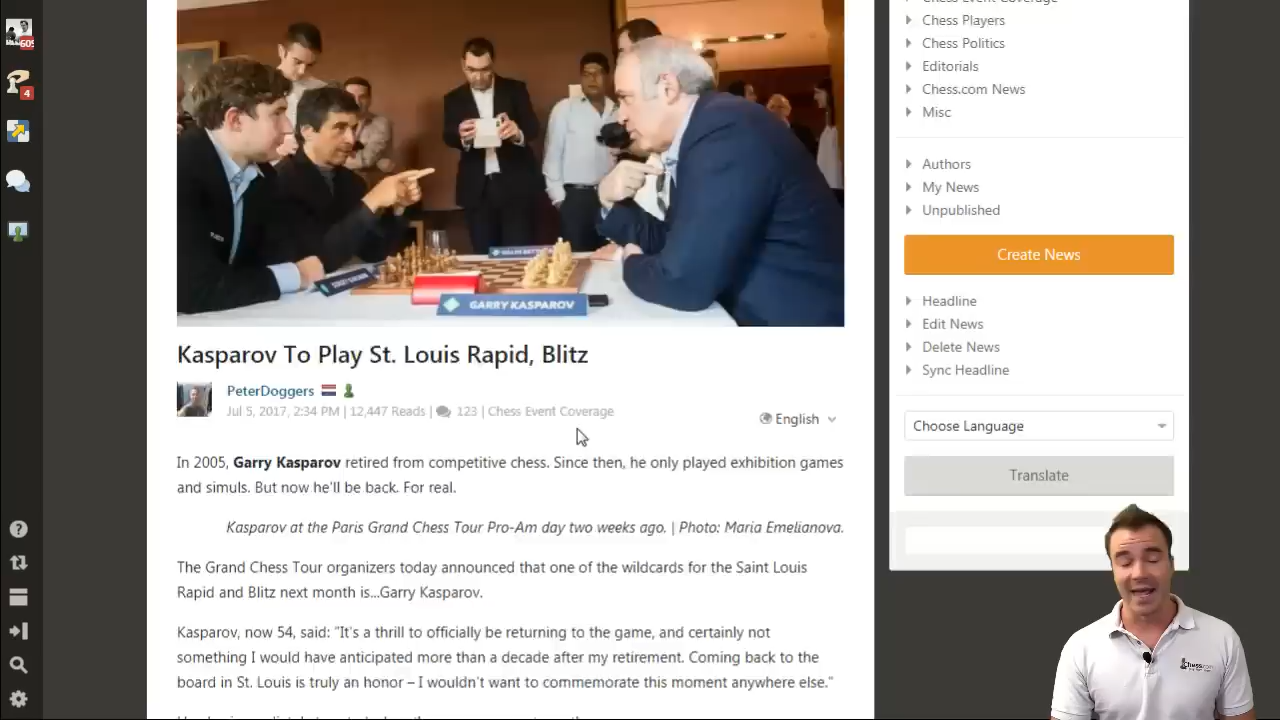 605
4
Chess Event Coverage
Chess Players
Chess Politics
Editorials
Chess.com News
Misc
Authors
My News
Unpublished
Create News
Headline
Edit News
Delete News
Sync Headline
Choose Language
Translate
GARRY KASPAROV
Kasparov To Play St. Louis Rapid, Blitz
PeterDoggers
Jul 5, 2017, 2:34 PM | 12,447 Reads | 123 | Chess Event Coverage
English
In 2005, Garry Kasparov retired from competitive chess. Since then, he only played exhibition games
and simuls. But now he'll be back. For real.
Kasparov at the Paris Grand Chess Tour Pro-Am day two weeks ago. | Photo: Maria Emelianova.
The Grand Chess Tour organizers today announced that one of the wildcards for the Saint Louis
Rapid and Blitz next month is...Garry Kasparov.
Kasparov, now 54, said: "It's a thrill to officially be returning to the game, and certainly not
something I would have anticipated more than a decade after my retirement. Coming back to the
board in St. Louis is truly an honor – I wouldn't want to commemorate this moment anywhere else."
Chess.com